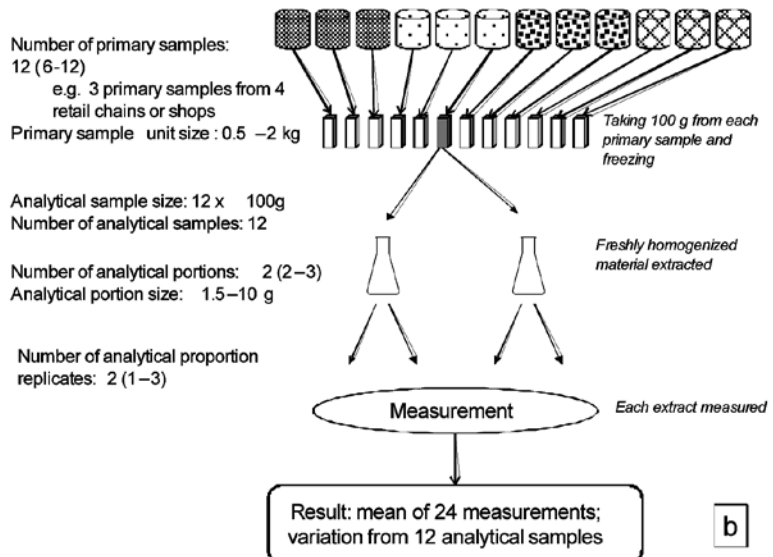 Number of primary samples:
12 (6-12)
e.g. 3 primary samples from 4
retail chains or shops
Primary sample unit size : 0.5 –2 kg
Taking 100 g from each
primary sample and
freezing
Analytical sample size: 12 x 100g
Number of analytical samples: 12
Freshly homogenized
material extracted
Number of analytical portions: 2 (2–3)
Analytical portion size: 1.5–10 g
Number of analytical proportion
replicates: 2 (1–3)
Measurement
Each extract measured
Result: mean of 24 measurements;
variation from 12 analytical samples
b